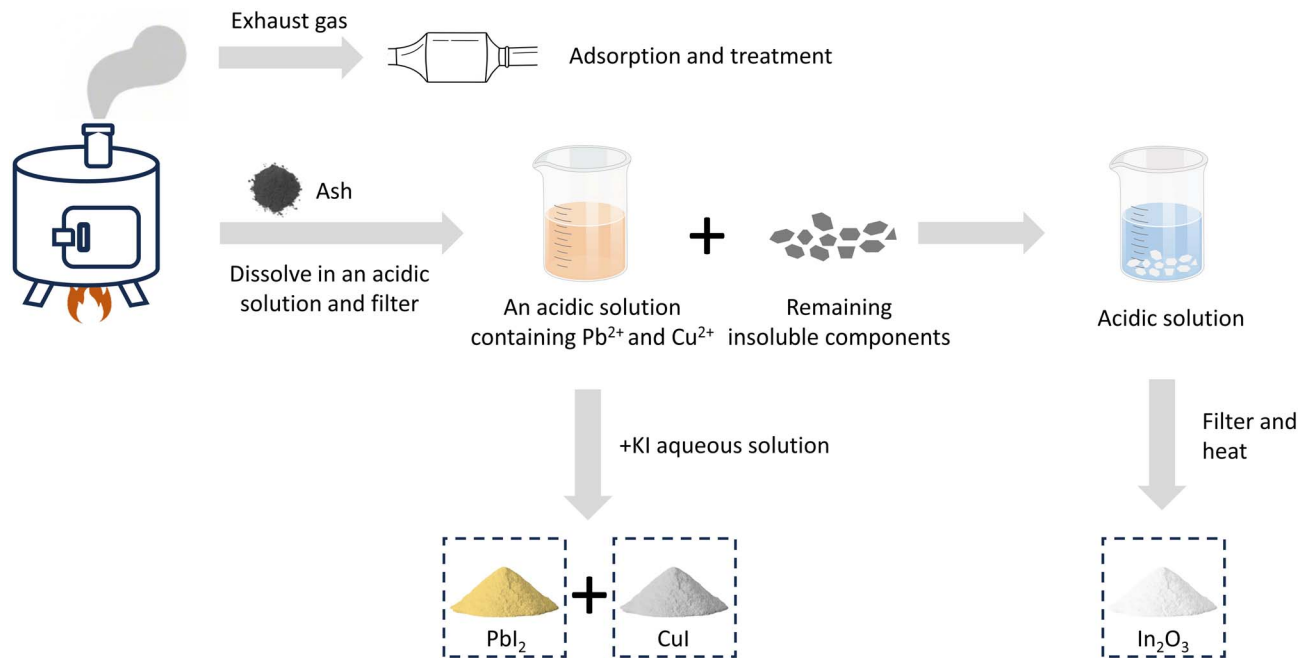 Exhaust gas
Adsorption and treatment
Ash
Dissolve in an acidic
solution and filter
An acidic solution
containing Pb²⁺ and Cu²⁺
+
Remaining
insoluble components
Acidic solution
+KI aqueous solution
Filter and
heat
PbI₂
+
CuI
In₂O₃